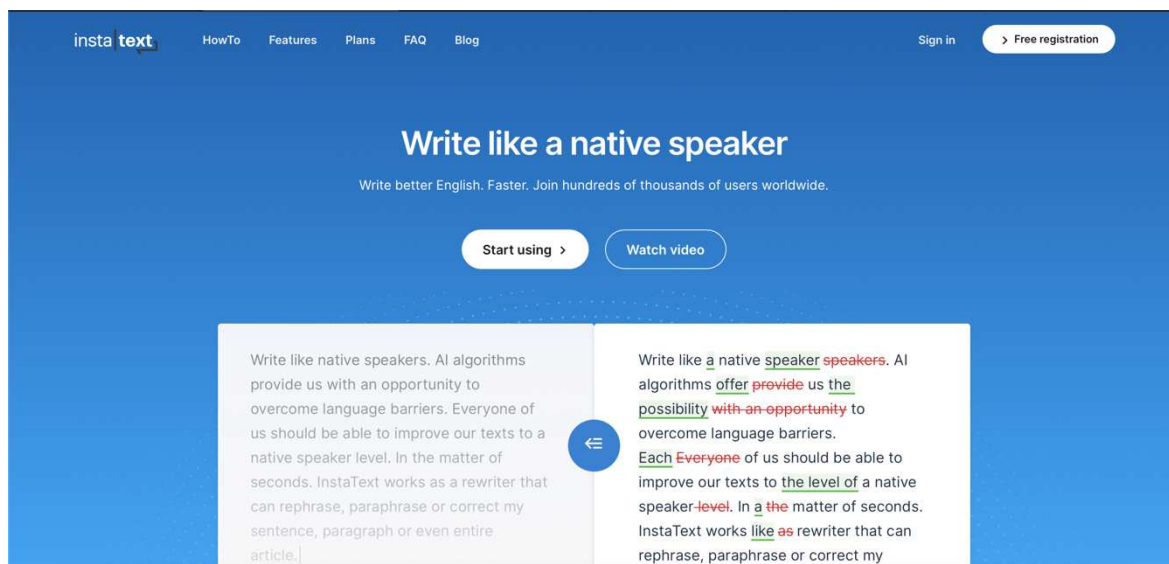 insta text
HowTo Features Plans FAQ Blog Sign in Free registration
Write like a native speaker
Write better English. Faster. Join hundreds of thousands of users worldwide.
Start using Watch video
Write like native speakers. AI algorithms
provide us with an opportunity to
overcome language barriers. Everyone of
us should be able to improve our texts to a
native speaker level. In the matter of
seconds. InstaText works as a rewriter that
can rephrase, paraphrase or correct my
sentence, paragraph or even entire
article.
Write like a native speaker speakers. AI
algorithms offer provide us the
possibility with an opportunity to
overcome language barriers.
Each Everyone of us should be able to
improve our texts to the level of a native
speaker level. In a the matter of seconds.
InstaText works like as rewriter that can
rephrase, paraphrase or correct my